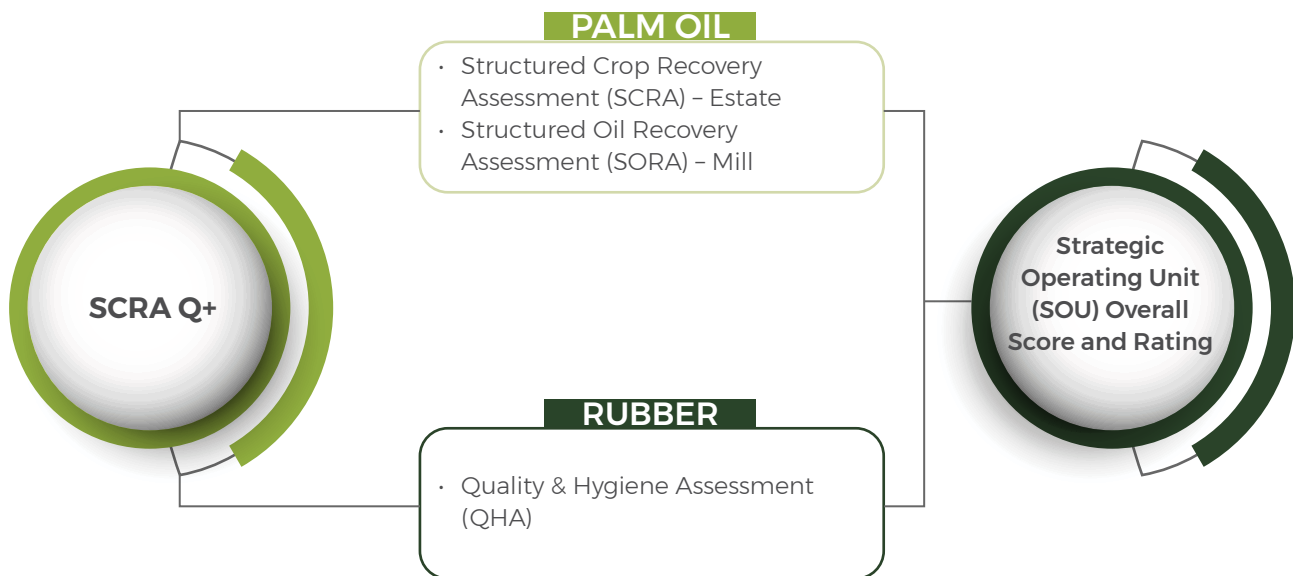 PALM OIL
• Structured Crop Recovery
Assessment (SCRA) – Estate
• Structured Oil Recovery
Assessment (SORA) – Mill
SCRA Q+
Strategic
Operating Unit
(SOU) Overall
Score and Rating
RUBBER
• Quality & Hygiene Assessment
(QHA)